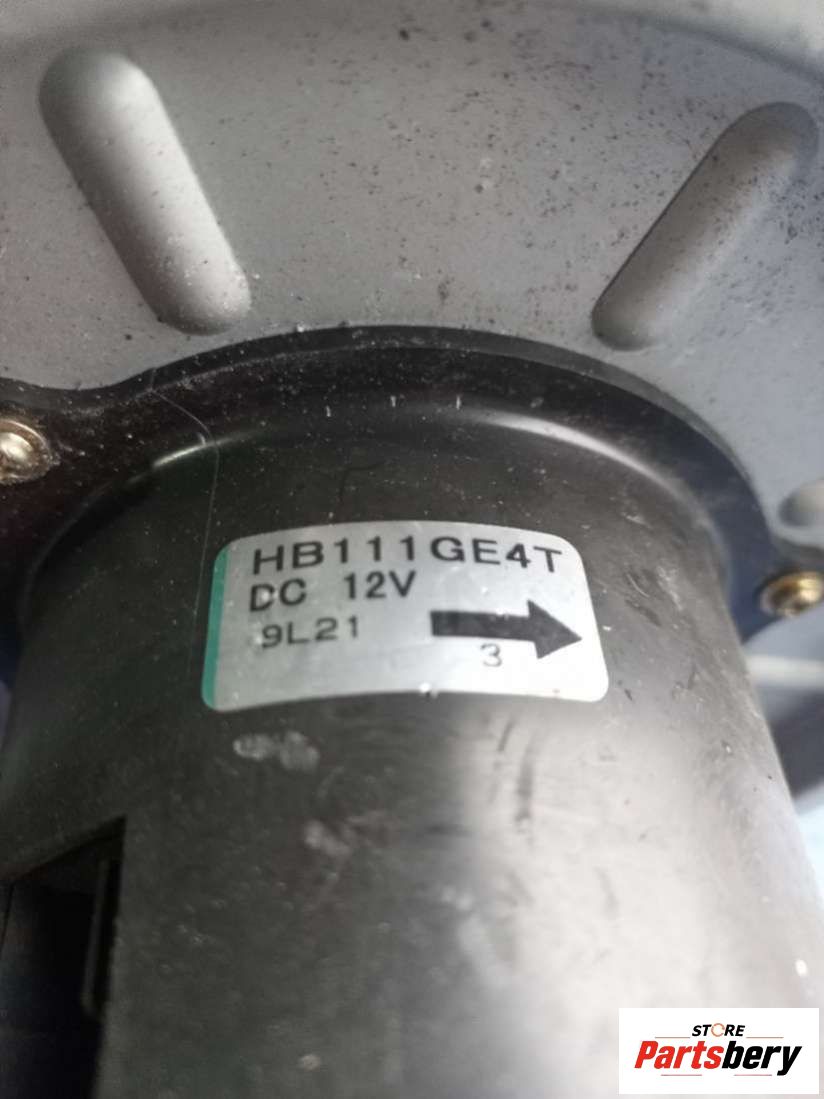 HB111GE4T
DC 12V
9L21
3
STORE
Partsbery